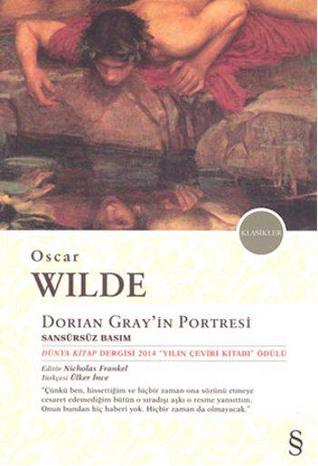 KLASİKLER
Oscar
WILDE
DORIAN GRAY'İN PORTRESİ
SANSÜRSÜZ BASIM
DÜNYA KİTAP DERGİSİ 2014 "YILIN ÇEVİRİ KİTABI" ÖDÜLÜ
Editör Nicholas Frankel
Türkçesi Ülker İnce
"Çünkü ben, hissettiğim ve hiçbir zaman ona sözünü etmeye
cesaret edemediğim bütün o sıradışı aşkı o resme yansıttım.
Onun bundan hiç haberi yok. Hiçbir zaman da olmayacak."